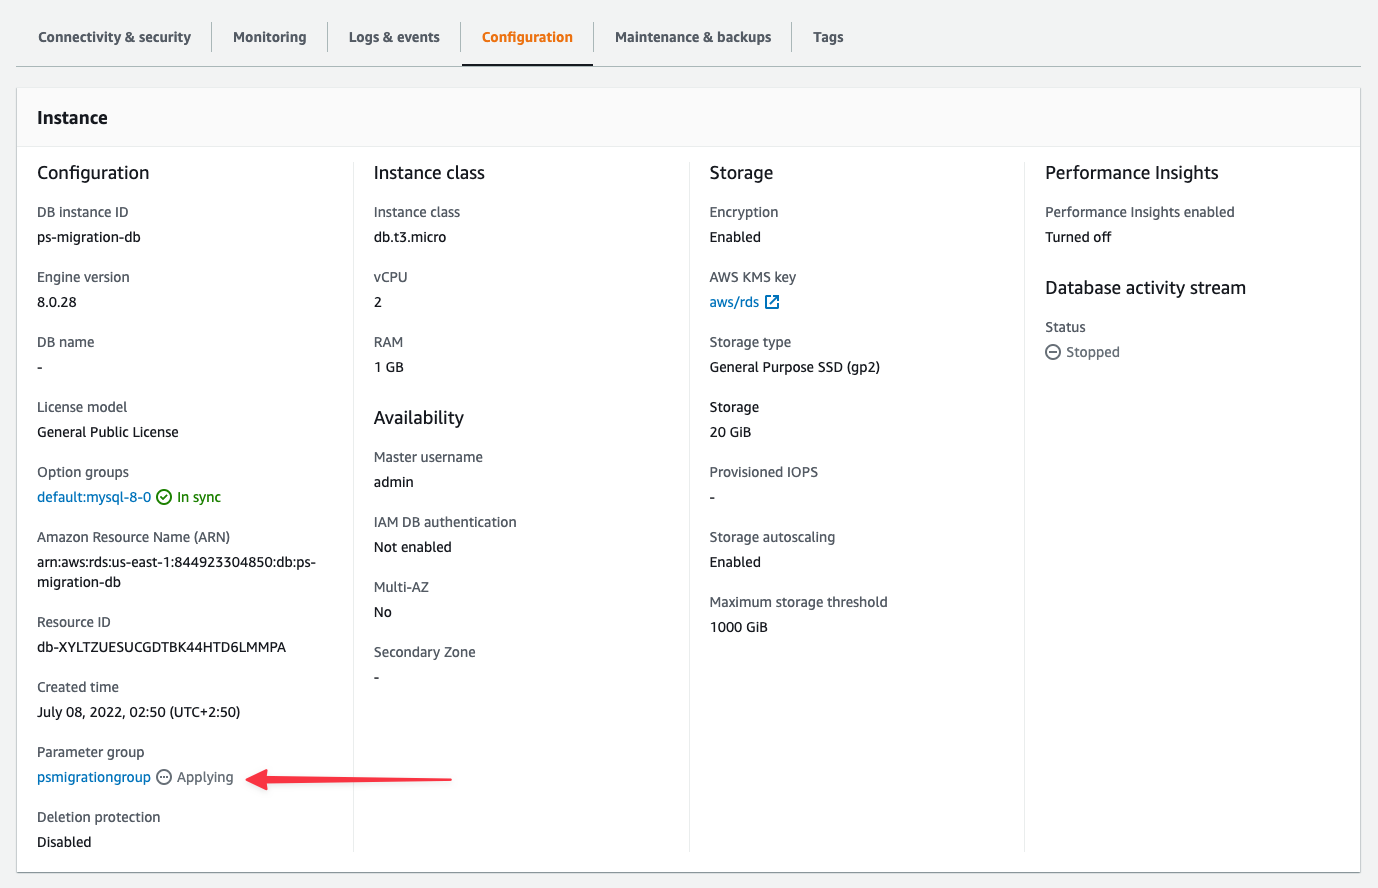 Connectivity & security
Monitoring
Logs & events
Configuration
Maintenance & backups
Tags
Instance
Configuration
DB instance ID
ps-migration-db
Engine version
8.0.28
DB name
-
License model
General Public License
Option groups
default:mysql-8-0 In sync
Amazon Resource Name (ARN)
arn:aws:rds:us-east-1:844923304850:db:ps-
migration-db
Resource ID
db-XYLTZUESUCGDTBK44HTD6LMMPA
Created time
July 08, 2022, 02:50 (UTC+2:50)
Parameter group
psmigrationgroup Applying
Deletion protection
Disabled
Instance class
Instance class
db.t3.micro
vCPU
2
RAM
1 GB
Availability
Master username
admin
IAM DB authentication
Not enabled
Multi-AZ
No
Secondary Zone
-
Storage
Encryption
Enabled
AWS KMS key
aws/rds
Storage type
General Purpose SSD (gp2)
Storage
20 GiB
Provisioned IOPS
-
Storage autoscaling
Enabled
Maximum storage threshold
1000 GiB
Performance Insights
Performance Insights enabled
Turned off
Database activity stream
Status
Stopped